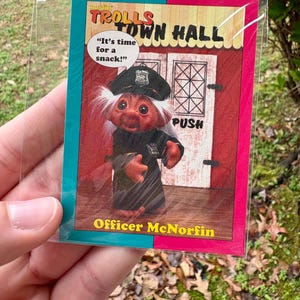 TROLLS
TOWN HALL
"It's time
for a
snack!"
PUSH
Officer McNorfin